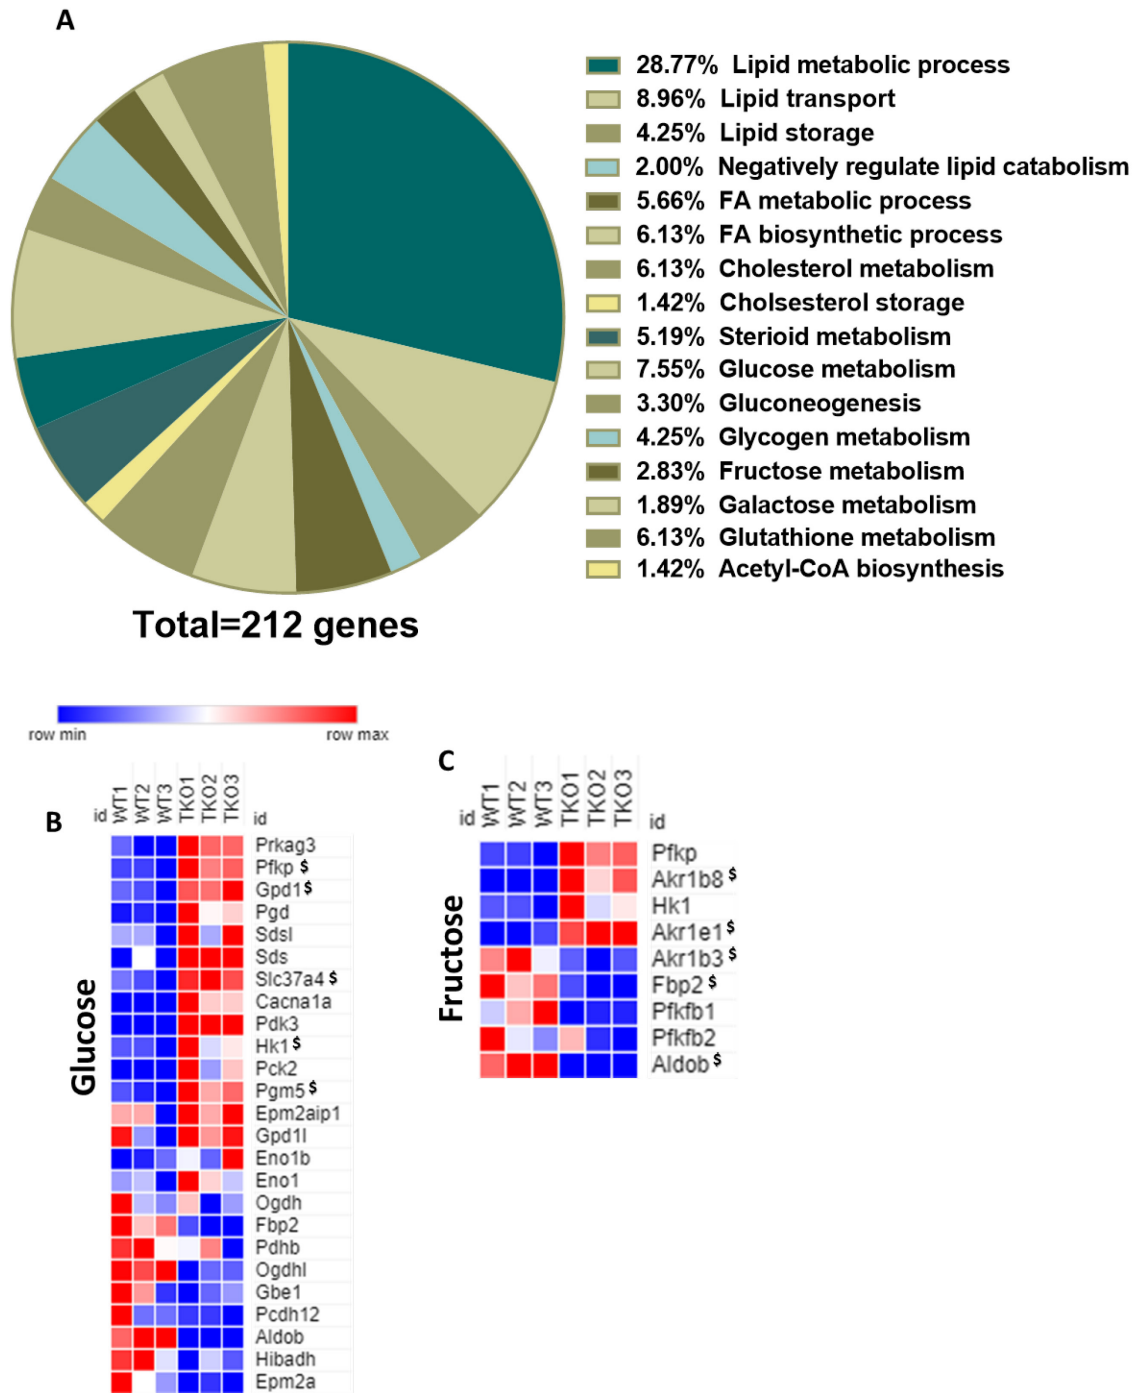 A
28.77% Lipid metabolic process
8.96% Lipid transport
4.25% Lipid storage
2.00% Negatively regulate lipid catabolism
5.66% FA metabolic process
6.13% FA biosynthetic process
6.13% Cholesterol metabolism
1.42% Cholsesterol storage
5.19% Sterioid metabolism
7.55% Glucose metabolism
3.30% Gluconeogenesis
4.25% Glycogen metabolism
2.83% Fructose metabolism
1.89% Galactose metabolism
6.13% Glutathione metabolism
1.42% Acetyl-CoA biosynthesis
Total=212 genes
row min row max
B
id WT1 WT2 WT3 TKO1 TKO2 TKO3 id
Glucose
Prkag3
Pfkp $
Gpd1 $
Pgd
Sdsl
Sds
Slc37a4 $
Cacna1a
Pdk3
Hk1 $
Pck2
Pgm5 $
Epm2aip1
Gpd1l
Eno1b
Eno1
Ogdh
Fbp2
Pdhb
Ogdhl
Gbe1
Pcdh12
Aldob
Hibadh
Epm2a
C
id WT1 WT2 WT3 TKO1 TKO2 TKO3 id
Fructose
Pfkp
Akr1b8 $
Hk1
Akr1e1 $
Akr1b3 $
Fbp2 $
Pfkfb1
Pfkfb2
Aldob $